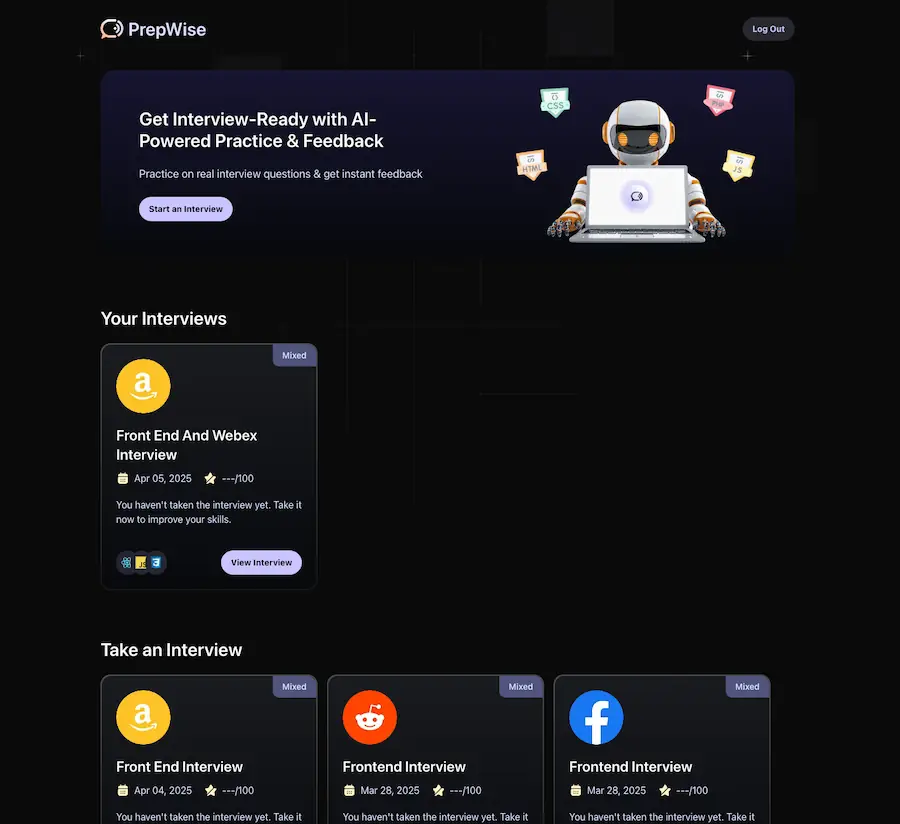 PrepWise
Log Out
Get Interview-Ready with AI-
Powered Practice & Feedback
Practice on real interview questions & get instant feedback
Start an Interview
CSS
HTML
JS
Your Interviews
Mixed
Front End And Webex
Interview
Apr 05, 2025 ---/100
You haven't taken the interview yet. Take it
now to improve your skills.
View Interview
Take an Interview
Mixed Mixed Mixed
Front End Interview Frontend Interview Frontend Interview
Apr 04, 2025 ---/100 Mar 28, 2025 ---/100 Mar 28, 2025 ---/100
You haven't taken the interview yet. Take it You haven't taken the interview yet. Take it You haven't taken the interview yet. Take it